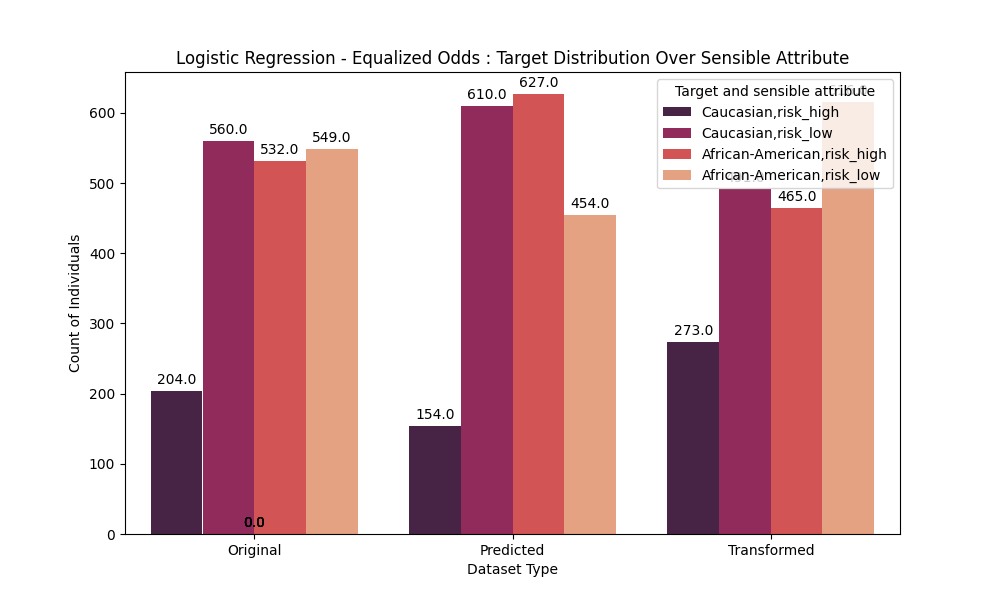 Logistic Regression - Equalized Odds : Target Distribution Over Sensible Attribute
Target and sensible attribute
Caucasian,risk_high
Caucasian,risk_low
African-American,risk_high
African-American,risk_low
Count of Individuals
600
500
400
300
200
100
0
204.0
560.0
532.0
549.0
0.0
154.0
610.0
627.0
454.0
273.0
465.0
Original
Predicted
Transformed
Dataset Type